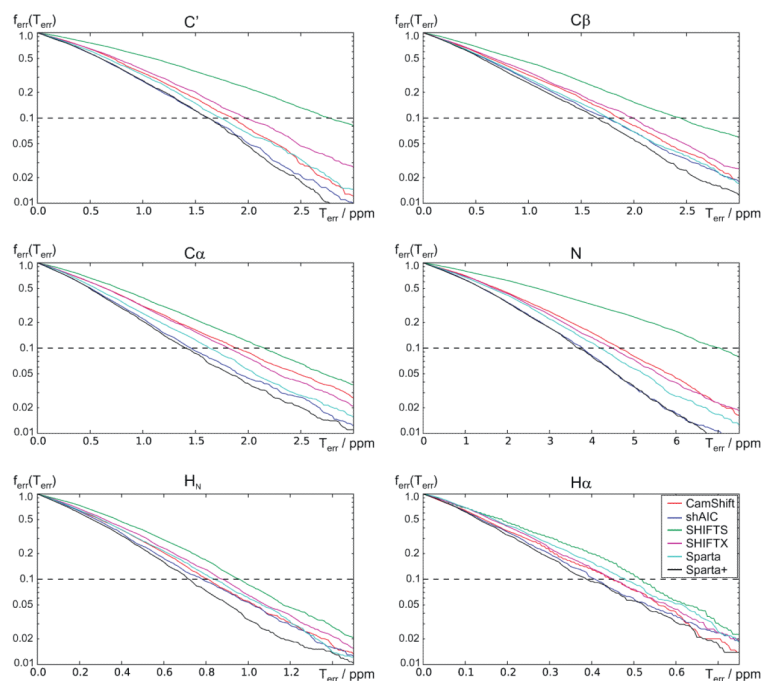 f_err(T_err) C'
1.0
0.5
0.2
0.1
0.05
0.02
0.01
0.0 0.5 1.0 1.5 2.0 2.5 T_err / ppm
Cβ
f_err(T_err)
1.0
0.5
0.2
0.1
0.05
0.02
0.01
0.0 0.5 1.0 1.5 2.0 2.5 T_err / ppm
f_err(T_err) Cα
1.0
0.5
0.2
0.1
0.05
0.02
0.01
0.0 0.5 1.0 1.5 2.0 2.5 T_err / ppm
f_err(T_err) N
1.0
0.5
0.2
0.1
0.05
0.02
0.01
0 1 2 3 4 5 6 T_err / ppm
f_err(T_err) H_N
1.0
0.5
0.2
0.1
0.05
0.02
0.01
0.0 0.2 0.4 0.6 0.8 1.0 1.2 T_err / ppm
f_err(T_err) Hα
1.0
0.5
0.2
0.1
0.05
0.02
0.01
0.0 0.1 0.2 0.3 0.4 0.5 0.6 T_err / ppm
CamShift
shAIC
SHIFTS
SHIFTX
Sparta
Sparta+